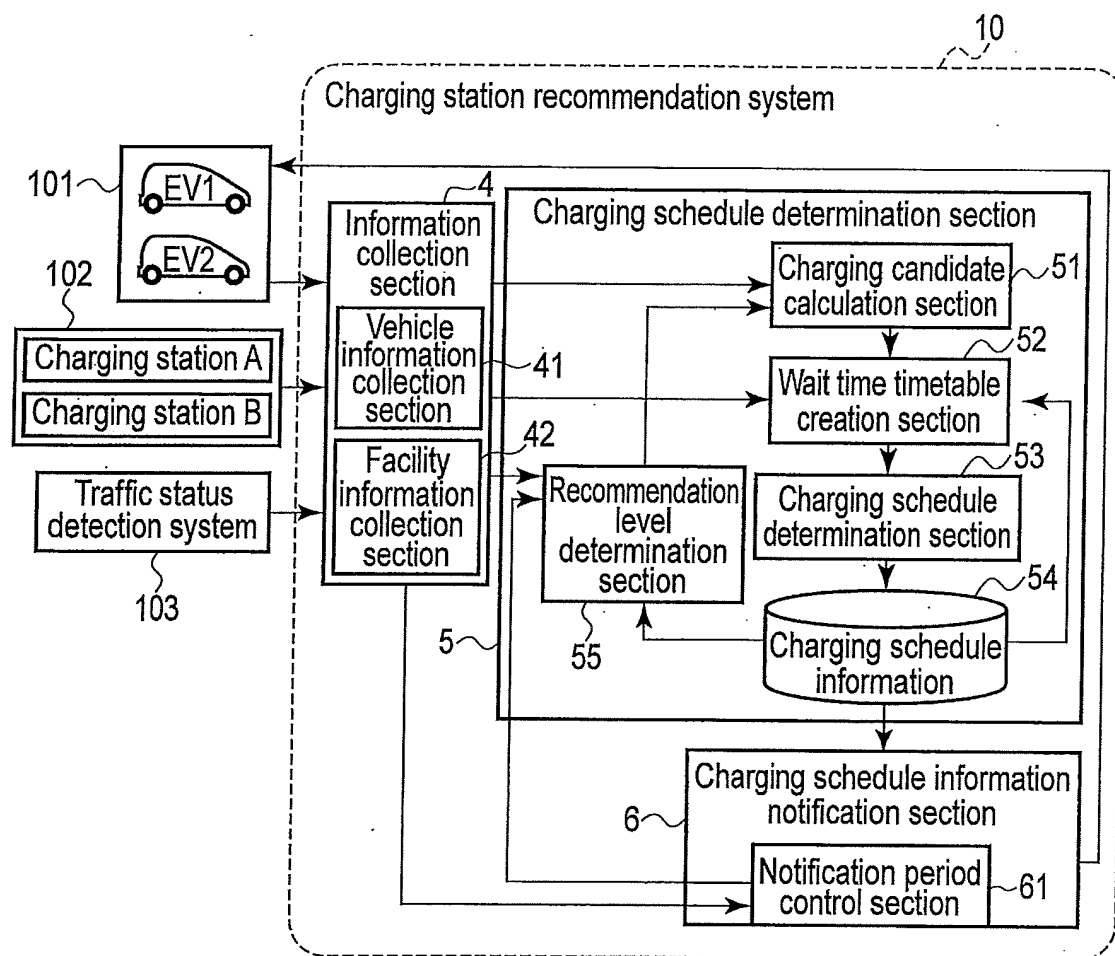 10
Charging station recommendation system
101
EV1
EV2
102
Charging station A
Charging station B
Traffic status
detection system
103
4
Information
collection
section
Vehicle
information
collection
section
41
42
Facility
information
collection
section
5
Charging schedule determination section
Charging candidate
calculation section
51
52
Wait time timetable
creation section
53
Charging schedule
determination section
54
Charging schedule
information
Recommendation
level
determination
section
55
Charging schedule information
notification section
6
Notification period
control section
61